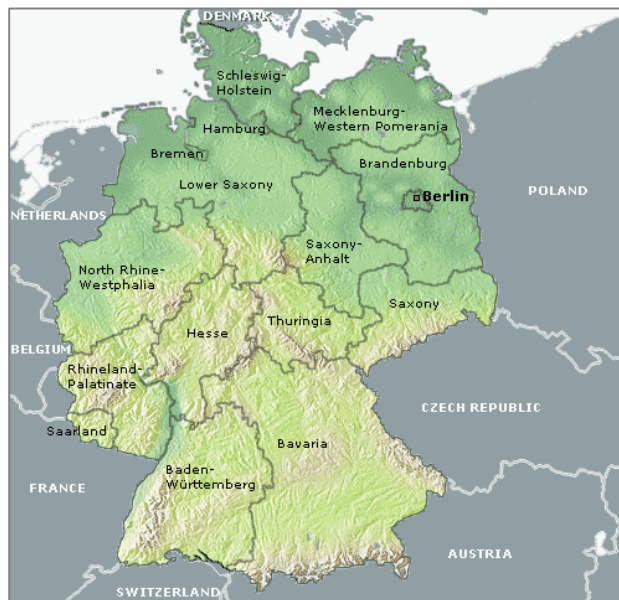 DENMARK
Schleswig-
Holstein
Mecklenburg-
Western Pomerania
Hamburg
Bremen
Brandenburg
Lower Saxony
Berlin
POLAND
NETHERLANDS
Saxony-
Anhalt
North Rhine-
Westphalia
Saxony
Thuringia
Hesse
BELGIUM
Rhineland-
Palatinate
CZECH REPUBLIC
Saarland
Bavaria
Baden-
Württemberg
FRANCE
AUSTRIA
SWITZERLAND